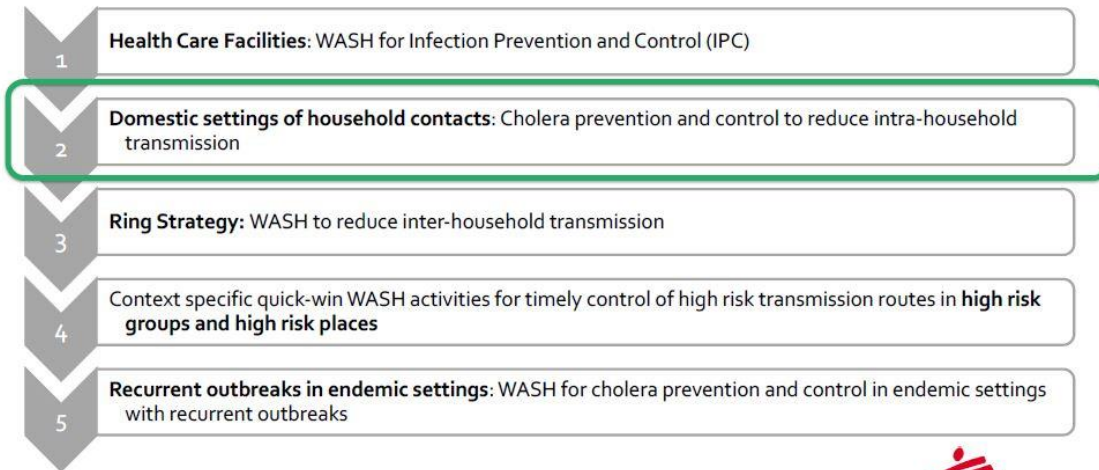 1
Health Care Facilities: WASH for Infection Prevention and Control (IPC)
2
Domestic settings of household contacts: Cholera prevention and control to reduce intra-household
transmission
3
Ring Strategy: WASH to reduce inter-household transmission
4
Context specific quick-win WASH activities for timely control of high risk transmission routes in high risk
groups and high risk places
5
Recurrent outbreaks in endemic settings: WASH for cholera prevention and control in endemic settings
with recurrent outbreaks